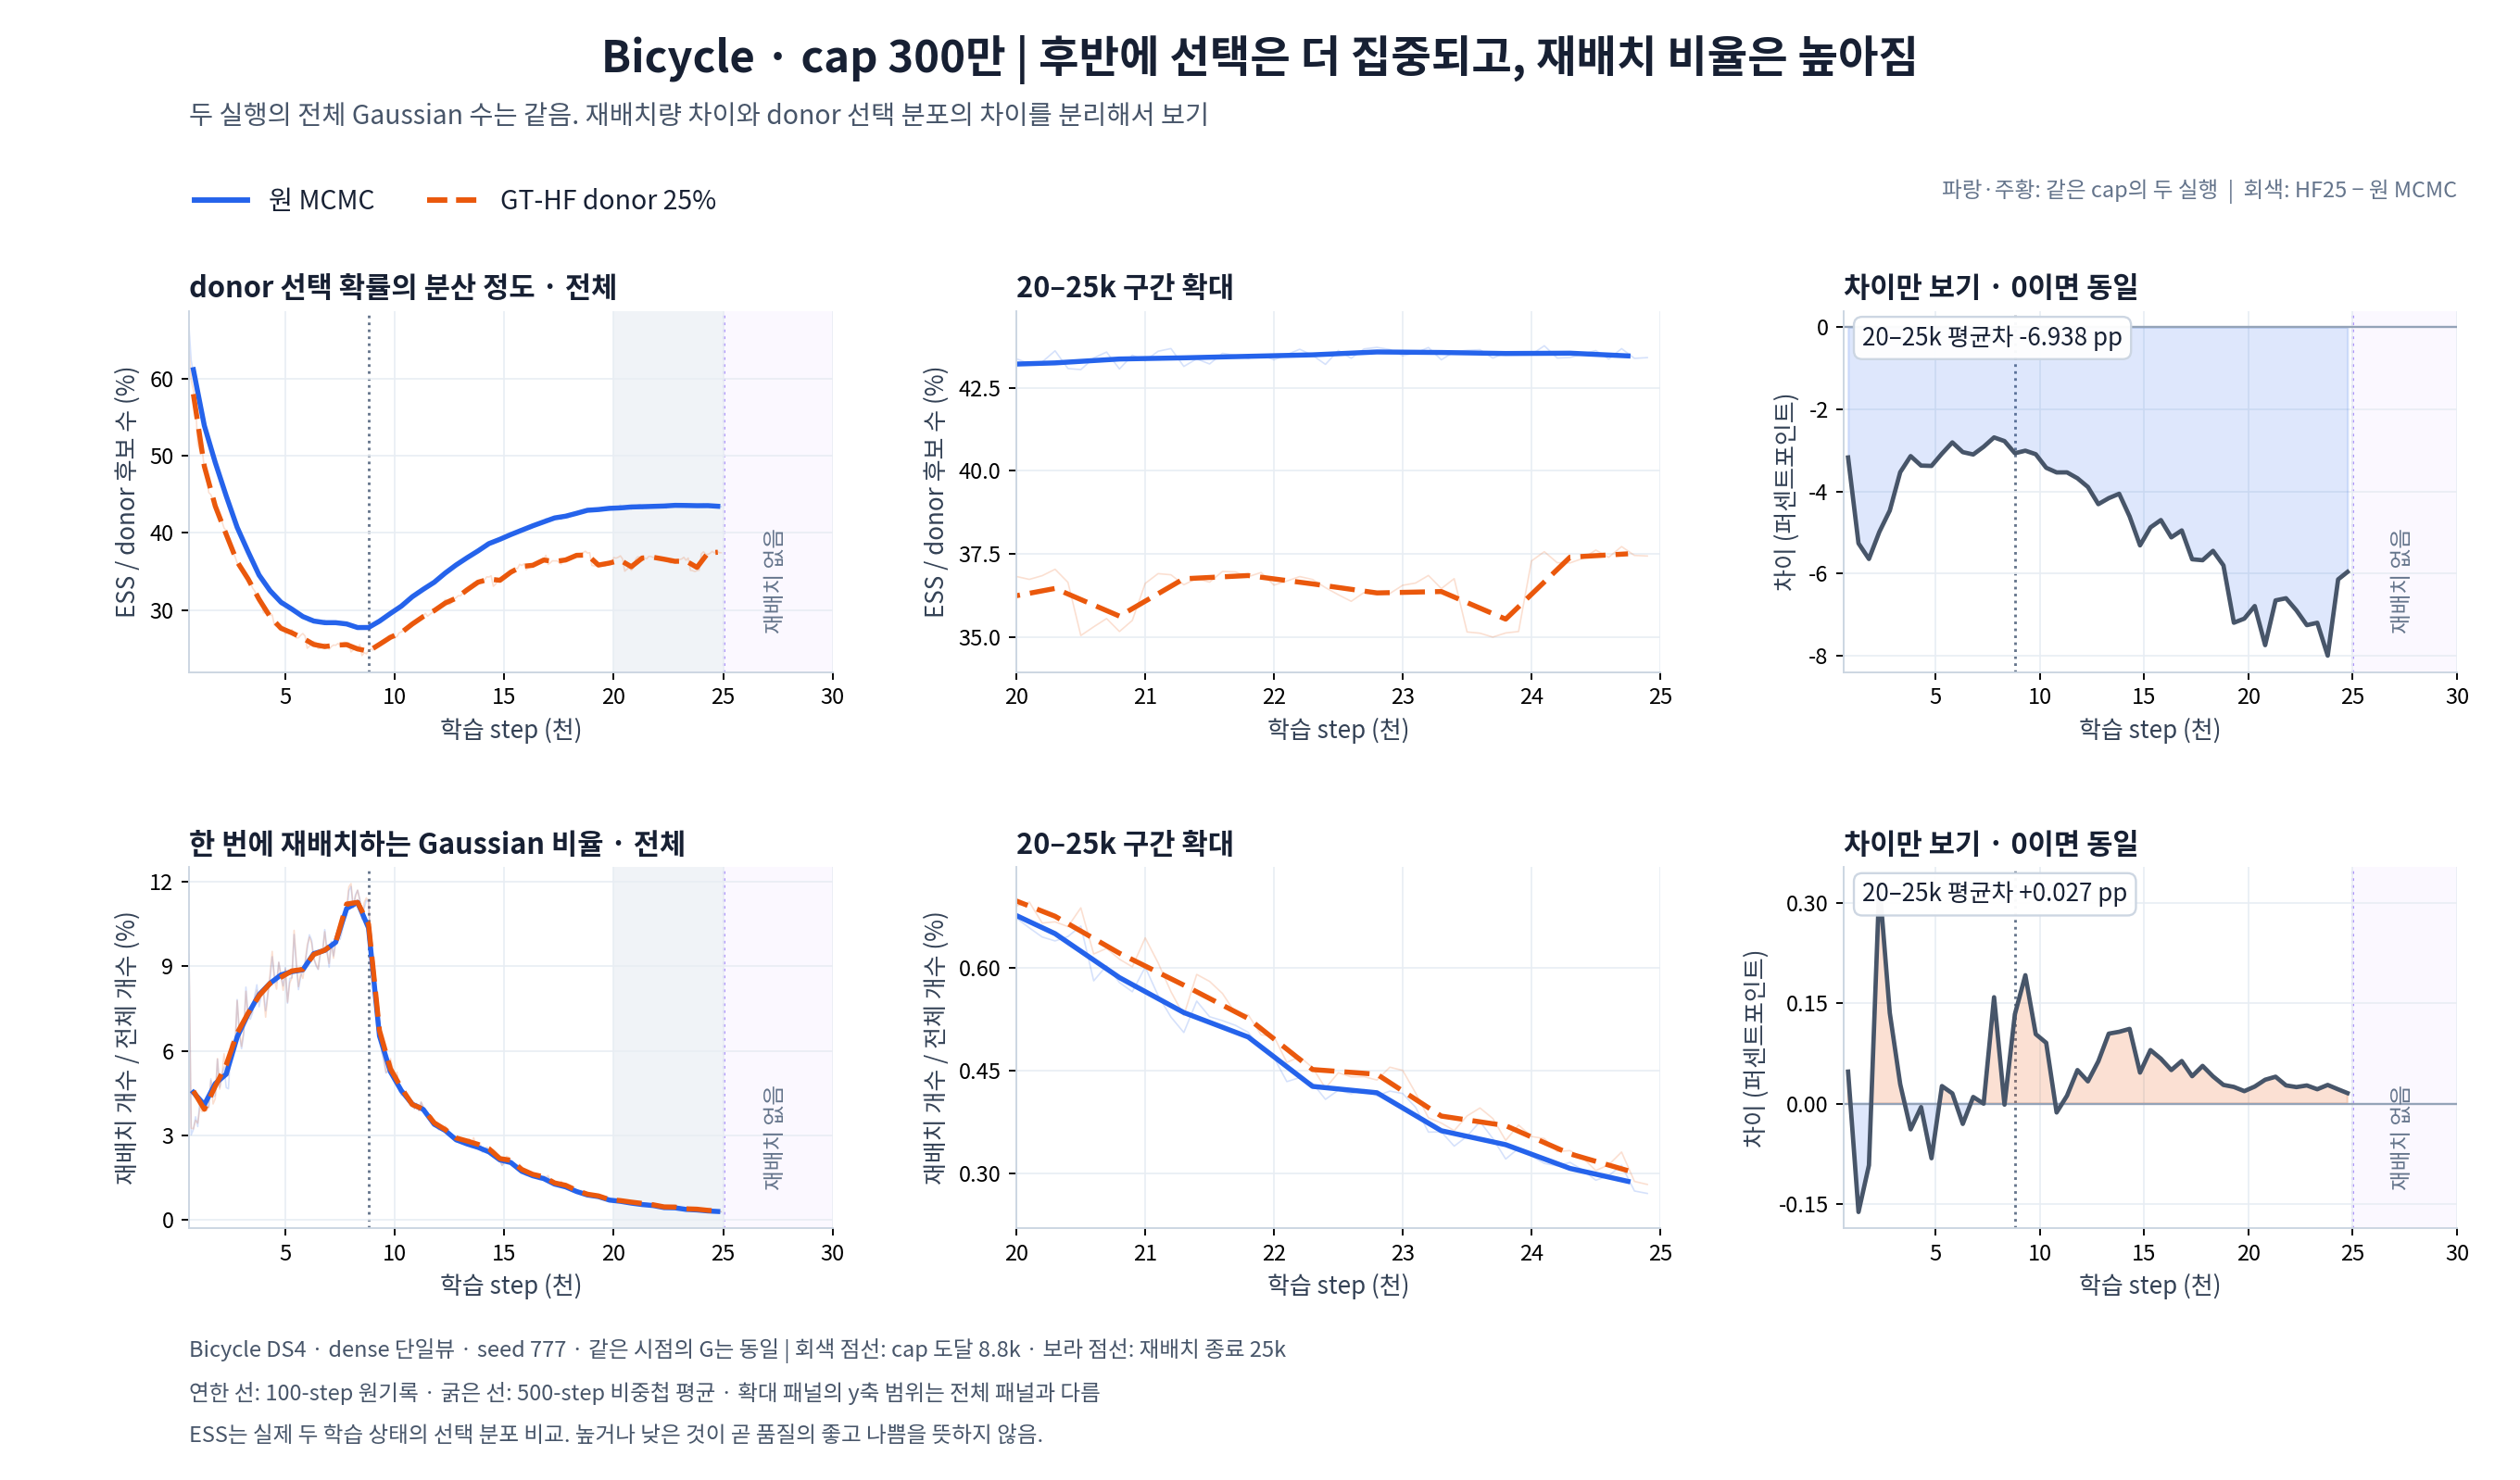 Bicycle · cap 300만 | 후반에 선택은 더 집중되고, 재배치 비율은 높아짐
두 실행의 전체 Gaussian 수는 같음. 재배치량 차이와 donor 선택 분포의 차이를 분리해서 보기
원 MCMC
GT-HF donor 25%
파랑·주황: 같은 cap의 두 실행 | 회색: HF25 − 원 MCMC
donor 선택 확률의 분산 정도 · 전체
ESS / donor 후보 수 (%)
60
50
40
30
재배치 없음
5 10 15 20 25 30
학습 step (천)
20–25k 구간 확대
ESS / donor 후보 수 (%)
42.5
40.0
37.5
35.0
20 21 22 23 24 25
학습 step (천)
차이만 보기 · 0이면 동일
20–25k 평균차 -6.938 pp
차이 (퍼센트포인트)
0
-2
-4
-6
-8
재배치 없음
5 10 15 20 25 30
학습 step (천)
한 번에 재배치하는 Gaussian 비율 · 전체
재배치 개수 / 전체 개수 (%)
12
9
6
3
0
재배치 없음
5 10 15 20 25 30
학습 step (천)
20–25k 구간 확대
재배치 개수 / 전체 개수 (%)
0.60
0.45
0.30
20 21 22 23 24 25
학습 step (천)
차이만 보기 · 0이면 동일
20–25k 평균차 +0.027 pp
차이 (퍼센트포인트)
0.30
0.15
0.00
-0.15
재배치 없음
5 10 15 20 25 30
학습 step (천)
Bicycle DS4 · dense 단일뷰 · seed 777 · 같은 시점의 G는 동일 | 회색 점선: cap 도달 8.8k · 보라 점선: 재배치 종료 25k
연한 선: 100-step 원기록 · 굵은 선: 500-step 비중첩 평균 · 확대 패널의 y축 범위는 전체 패널과 다름
ESS는 실제 두 학습 상태의 선택 분포 비교. 높거나 낮은 것이 곧 품질의 좋고 나쁨을 뜻하지 않음.